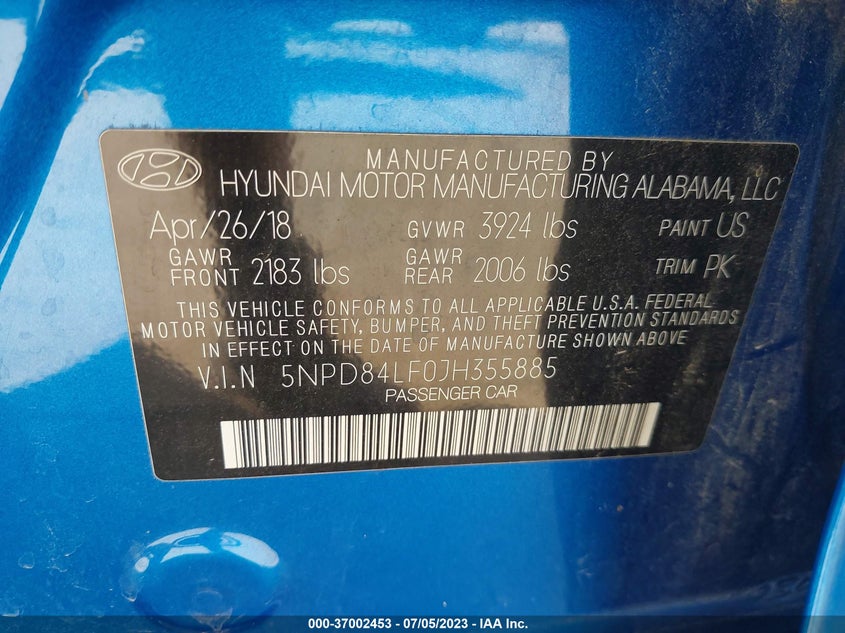 MANUFACTURED BY
HYUNDAI MOTOR MANUFACTURING ALABAMA, LLC
Apr/26/18 GVWR 3924 lbs PAINT US
GAWR FRONT 2183 lbs GAWR REAR 2006 lbs TRIM PK
THIS VEHICLE CONFORMS TO ALL APPLICABLE U.S.A. FEDERAL
MOTOR VEHICLE SAFETY, BUMPER, AND THEFT PREVENTION STANDARDS
IN EFFECT ON THE DATE OF MANUFACTURE SHOWN ABOVE.
V.I.N 5NPD84LF0JH355885
PASSENGER CAR
000-37002453 - 07/05/2023 - IAA Inc.